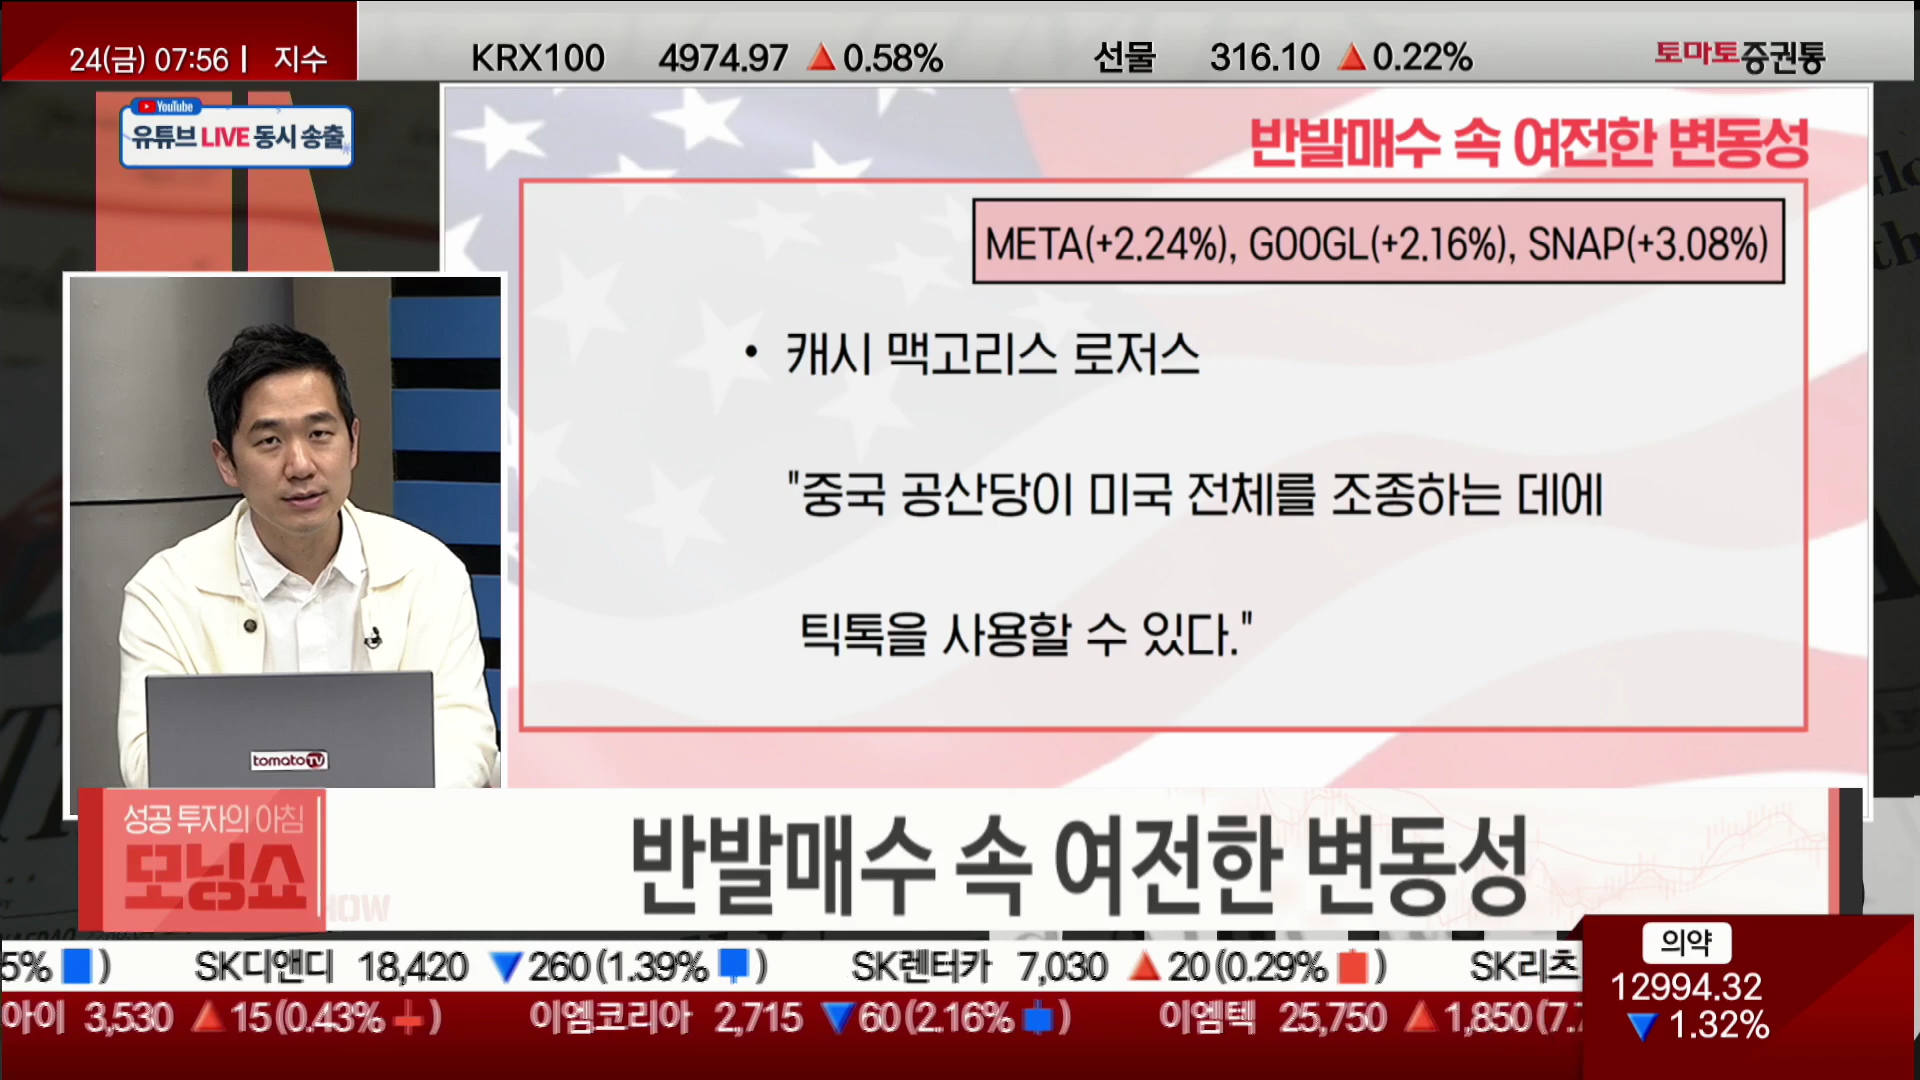 24(금) 07:56 | 지수 KRX100 4974.97 ▲0.58% 선물 316.10 ▲0.22% 토마토증권통
YouTube
유튜브 LIVE 동시 송출
반발매수 속 여전한 변동성
META(+2.24%), GOOGL(+2.16%), SNAP(+3.08%)
• 캐시 맥고리스 로저스
"중국 공산당이 미국 전체를 조종하는 데에
틱톡을 사용할 수 있다."
tomatoTV
성공 투자의 아침
모닝쇼
반발매수 속 여전한 변동성
5% ) SK디앤디 18,420 ▼260(1.39% ) SK렌터카 7,030 ▲20(0.29% ) SK리츠
아이 3,530 ▲15(0.43% ) 이엠코리아 2,715 ▼60(2.16% ) 이엠텍 25,750 ▲1,850(7.7
의약
12994.32
▼ 1.32%